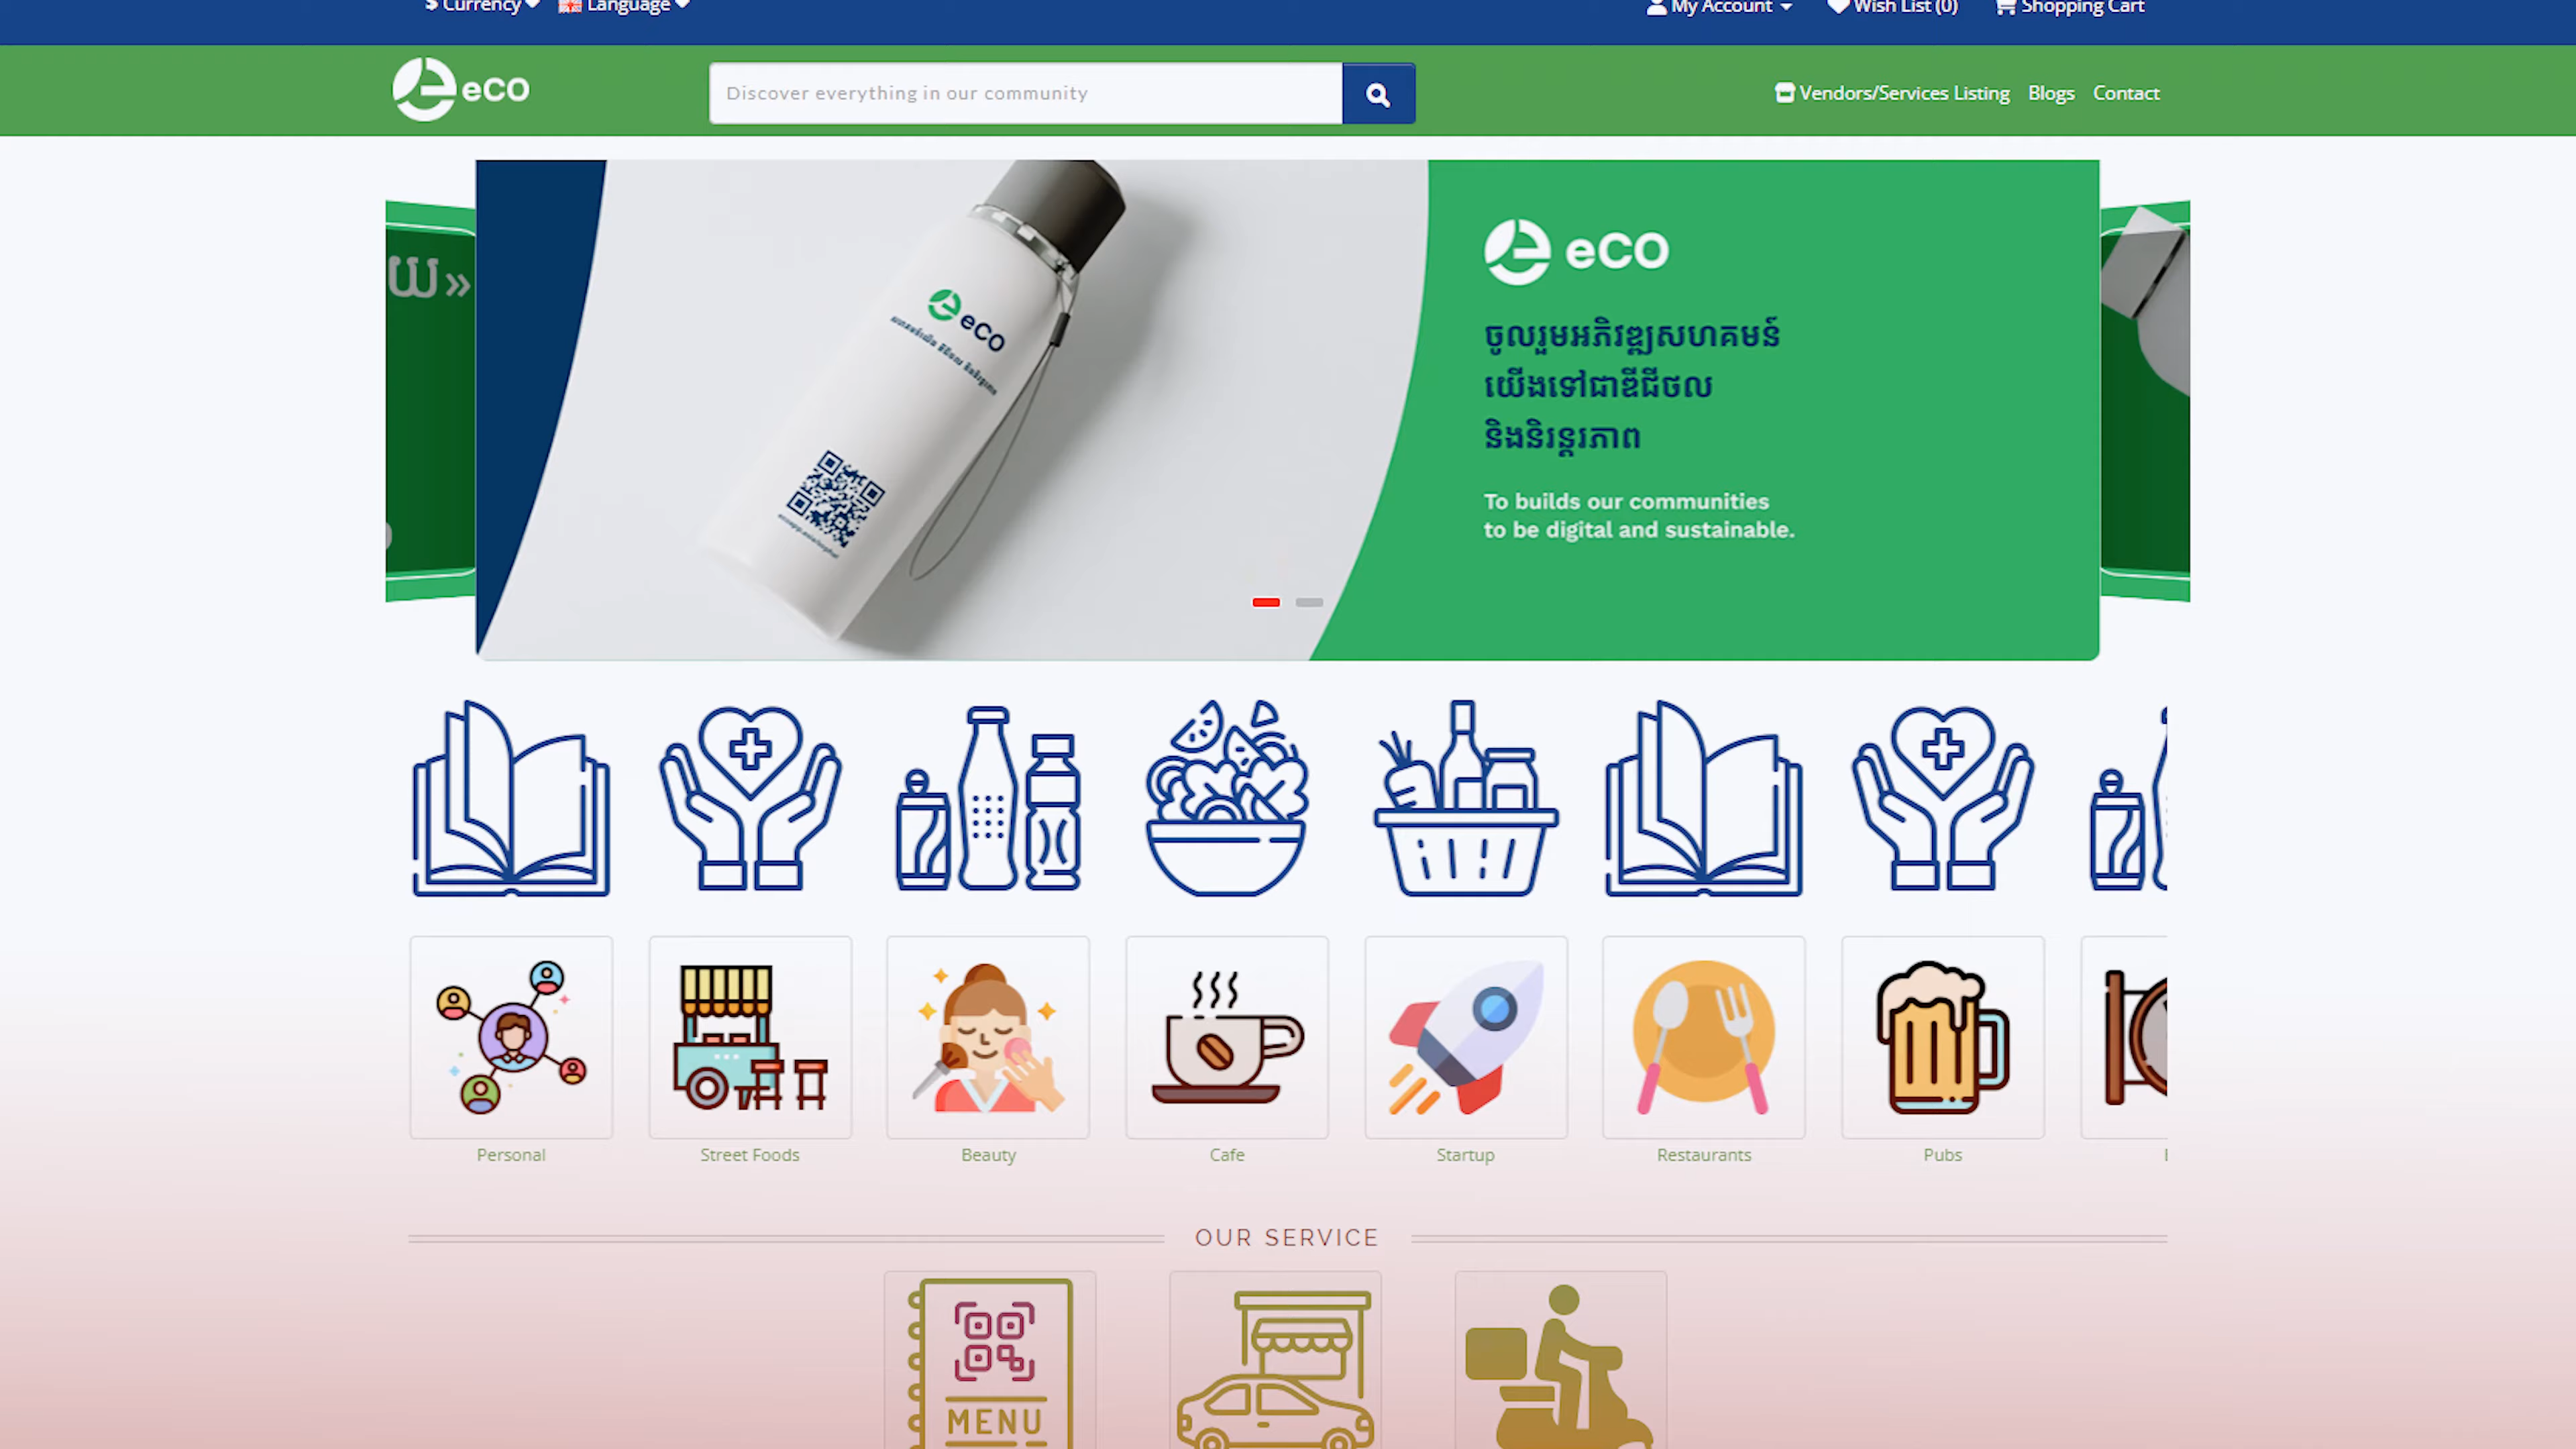 $ Currency
Language
My Account
Wish List (0)
Shopping Cart
eCO
Discover everything in our community
Vendors/Services Listing
Blogs
Contact
យ»
eCO
eCO
ចូលរួមអភិវឌ្ឍសហគមន៍
យើងទៅជាឌីជីថល
និងនិរន្តរភាព
To builds our communities
to be digital and sustainable.
Personal
Street Foods
Beauty
Cafe
Startup
Restaurants
Pubs
OUR SERVICE
MENU